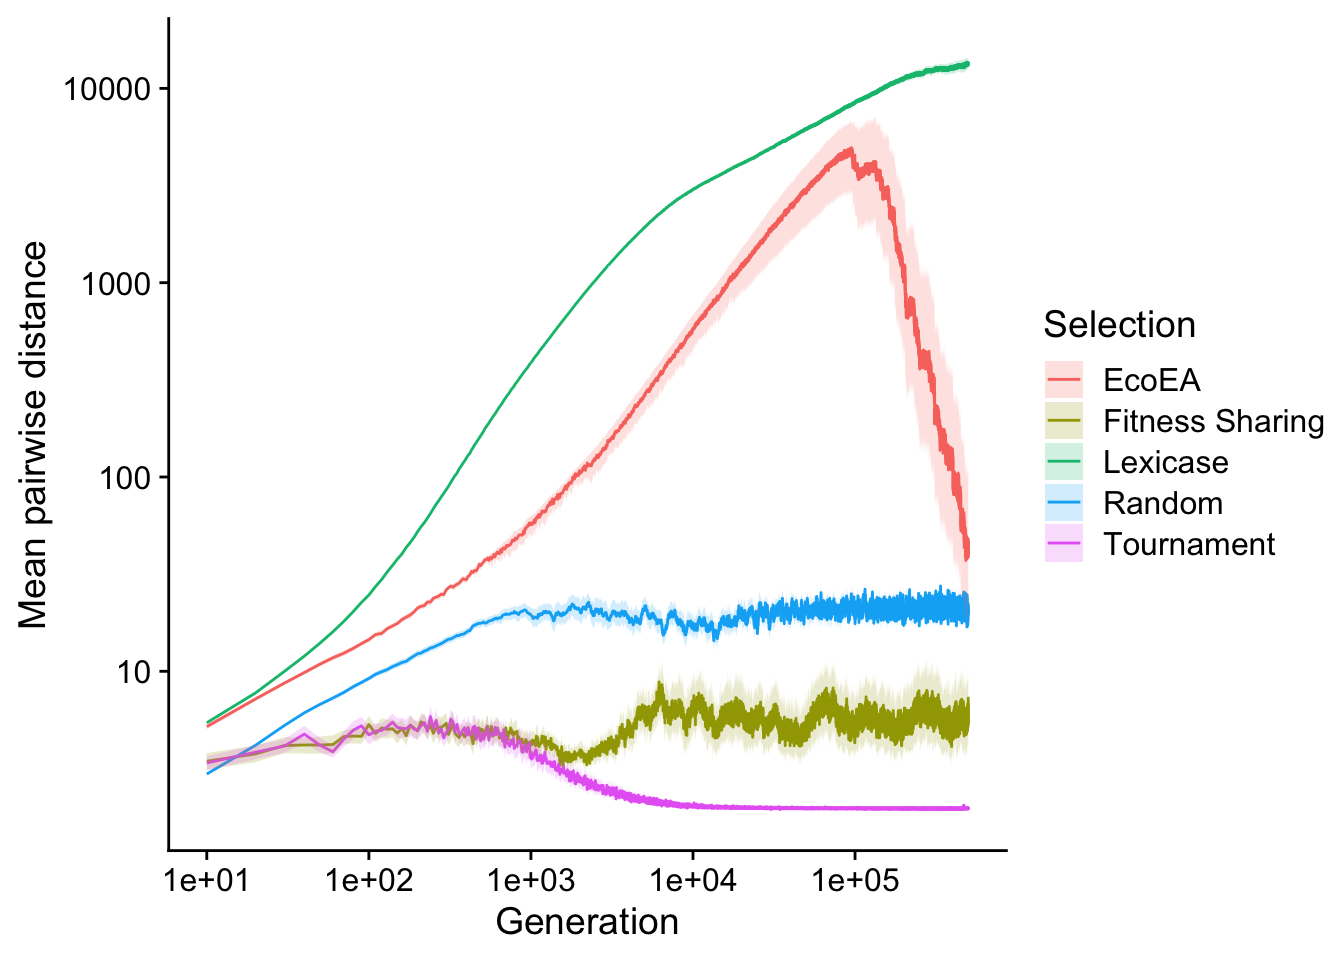 10000
1000
100
10
Mean pairwise distance
1e+01
1e+02
1e+03
1e+04
1e+05
Generation
Selection
EcoEA
Fitness Sharing
Lexicase
Random
Tournament